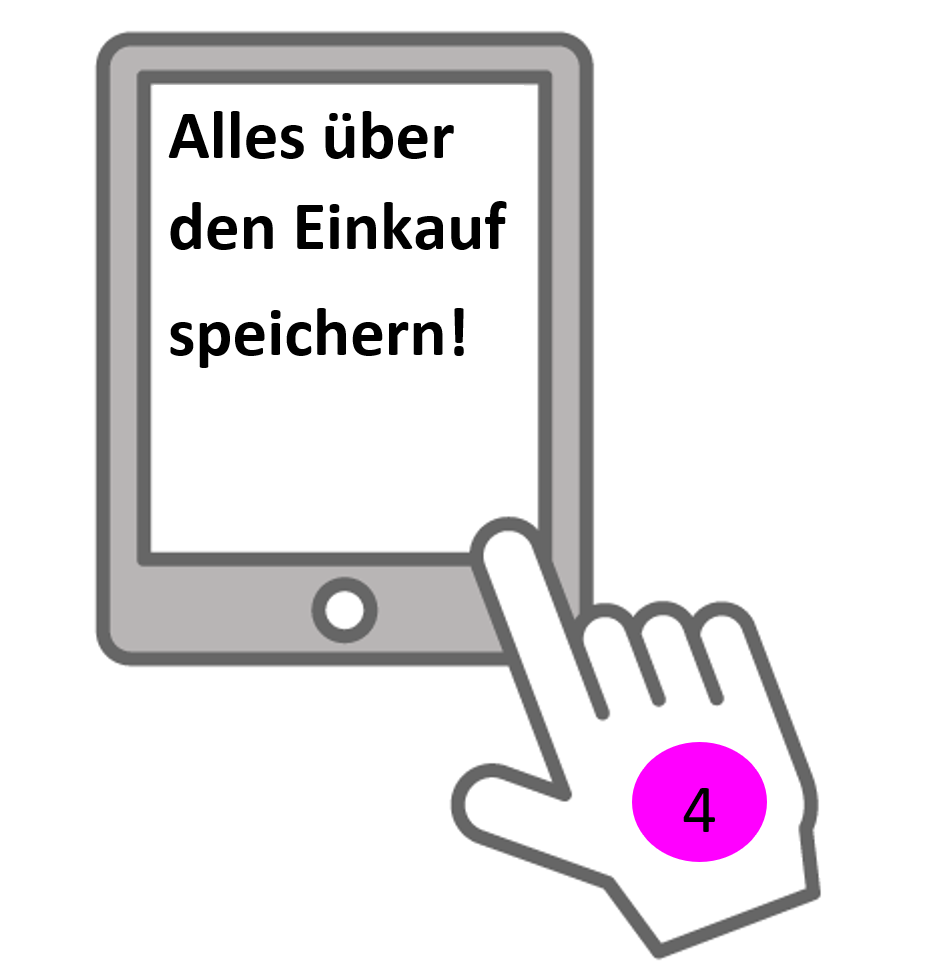 Alles über
den Einkauf
speichern!
4